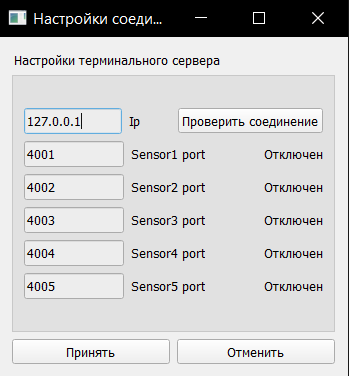 Настройки соеди...
Настройки терминального сервера
127.0.0.1 Ip Проверить соединение
4001 Sensor1 port Отключен
4002 Sensor2 port Отключен
4003 Sensor3 port Отключен
4004 Sensor4 port Отключен
4005 Sensor5 port Отключен
Принять Отменить